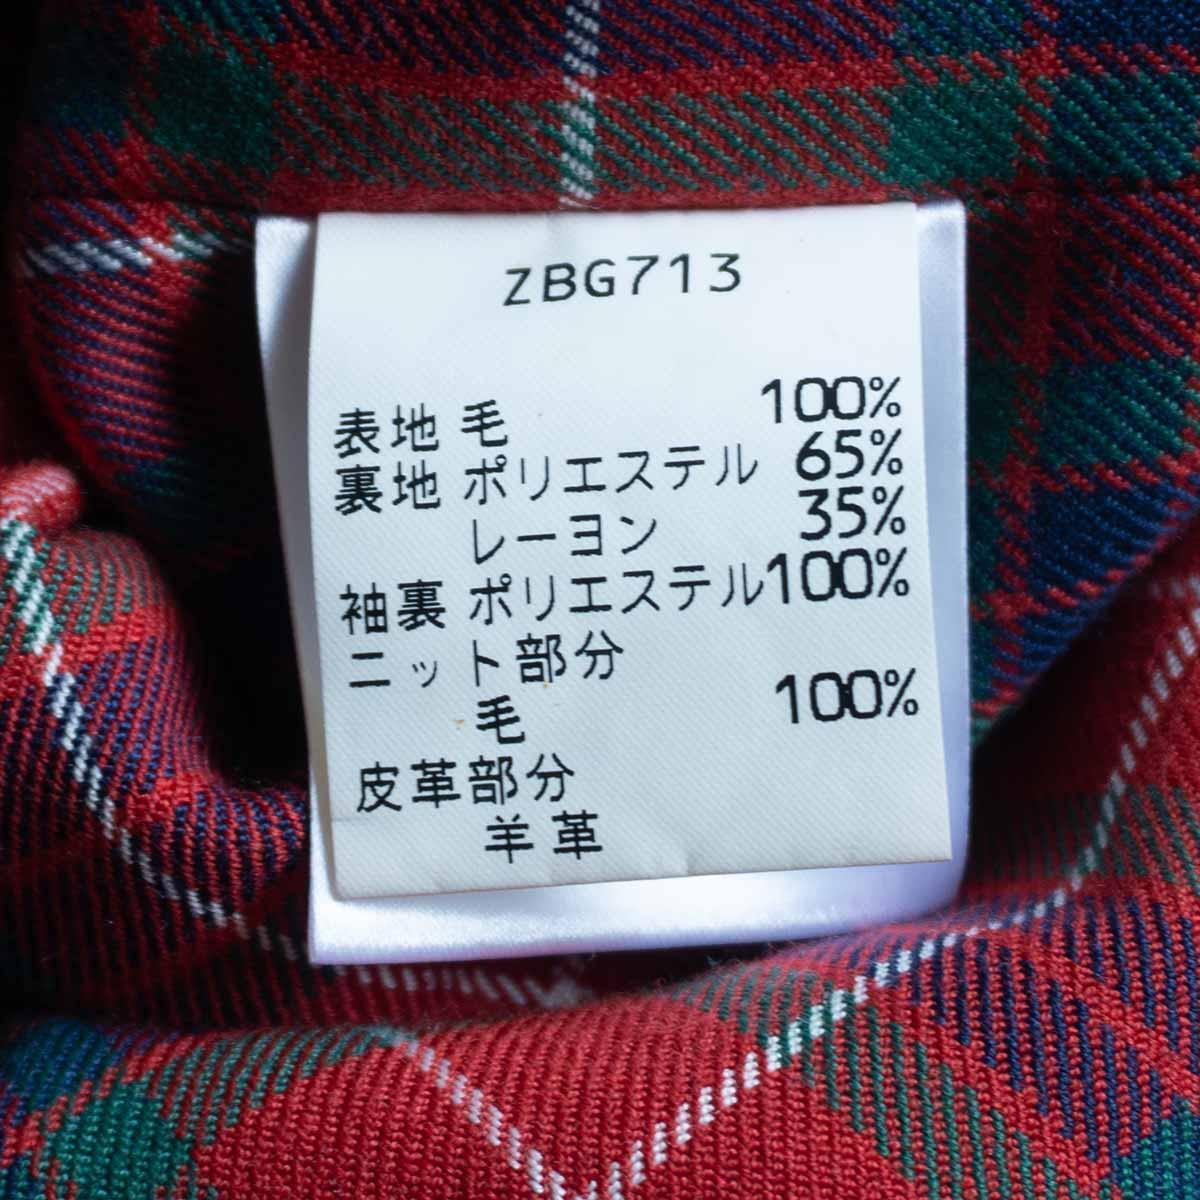 ZBG713
表地 毛 100%
裏地 ポリエステル 65%
レーヨン 35%
袖裏 ポリエステル100%
ニット部分
毛 100%
皮革部分
羊革